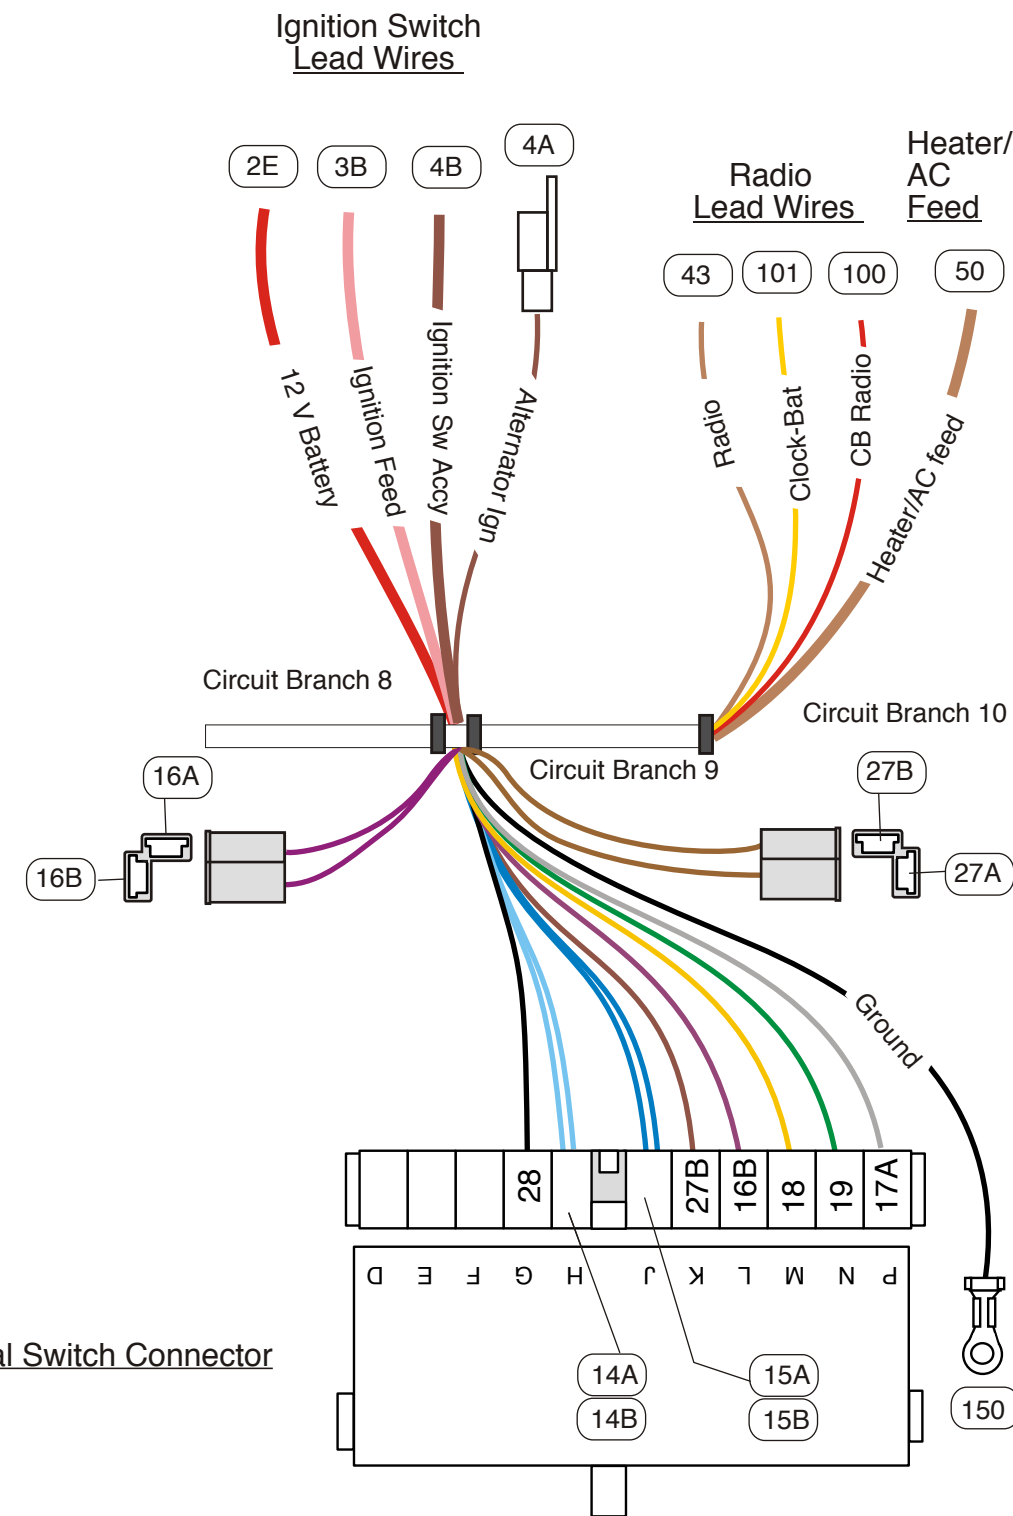 Ignition Switch
Lead Wires
2E
3B
4B
4A
Radio
Lead Wires
Heater/
AC
Feed
43
101
100
50
12 V Battery
Ignition Feed
Ignition Sw Accy
Alternator Ign
Radio
Clock-Bat
CB Radio
Heater/AC feed
Circuit Branch 8
Circuit Branch 9
Circuit Branch 10
16A
16B
27B
27A
Ground
28
27B
16B
18
19
17A
D
E
F
G
H
J
K
L
M
N
P
al Switch Connector
14A
14B
15A
15B
150